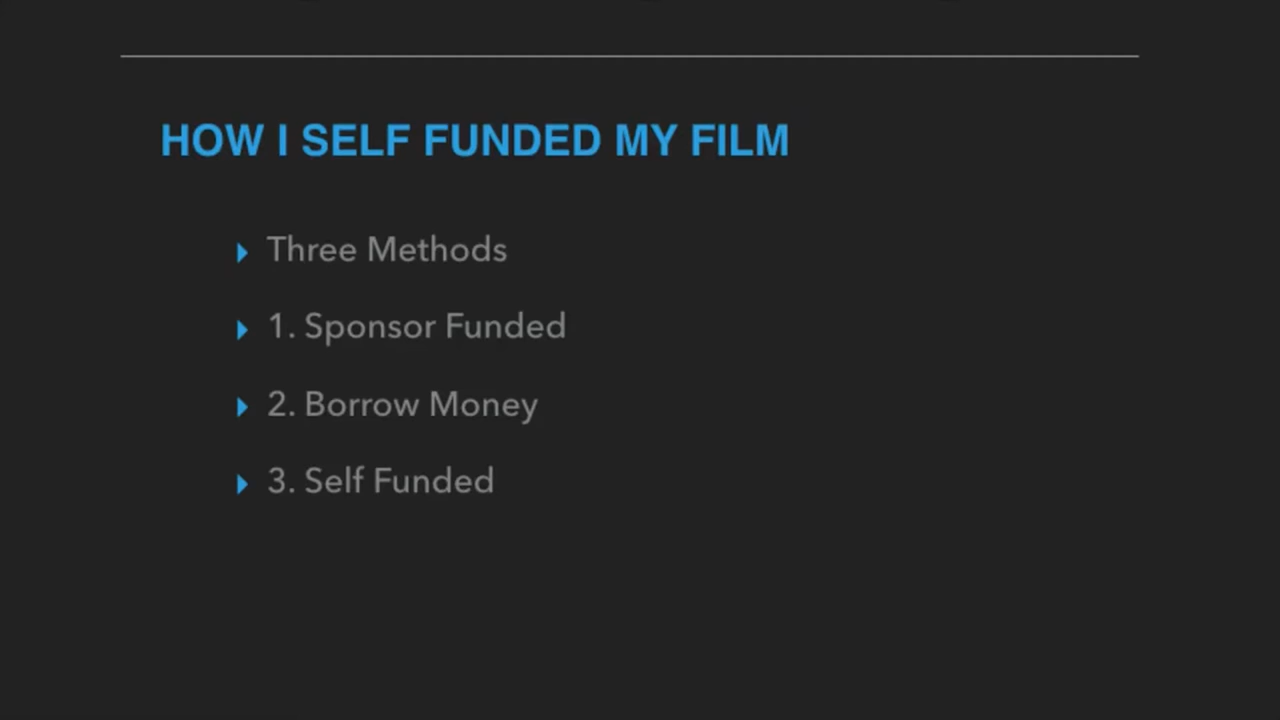 HOW I SELF FUNDED MY FILM
Three Methods
1. Sponsor Funded
2. Borrow Money
3. Self Funded